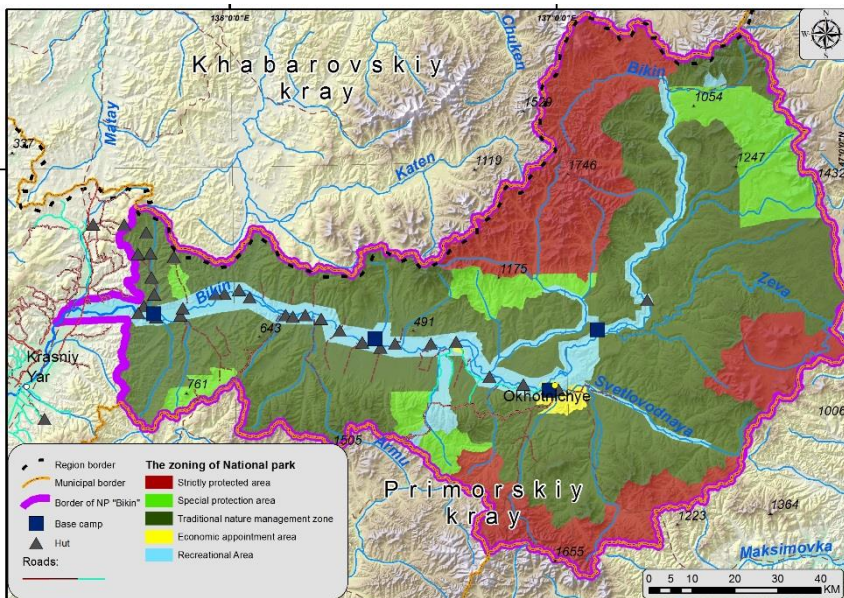 136°0'0"E
137°0'0"E
N
W
E
S
Khabarovskiy
kray
Chuken
Matay
Bikin
1054
1529
337
Katen
1119
1746
1247
1432
47°0'0"N
1175
Bikin
Zeva
491
643
Krasniy
Yar
761
Okhotnichye
Svetlovodnaya
1006
1505
Armu
Primorskiy
kray
1364
1223
1655
Maksimovka
Region border
Municipal border
Border of NP "Bikin"
Base camp
Hut
Roads:
The zoning of National park
Strictly protected area
Special protection area
Traditional nature management zone
Economic appointment area
Recreational Area
0 5 10 20 30 40
KM